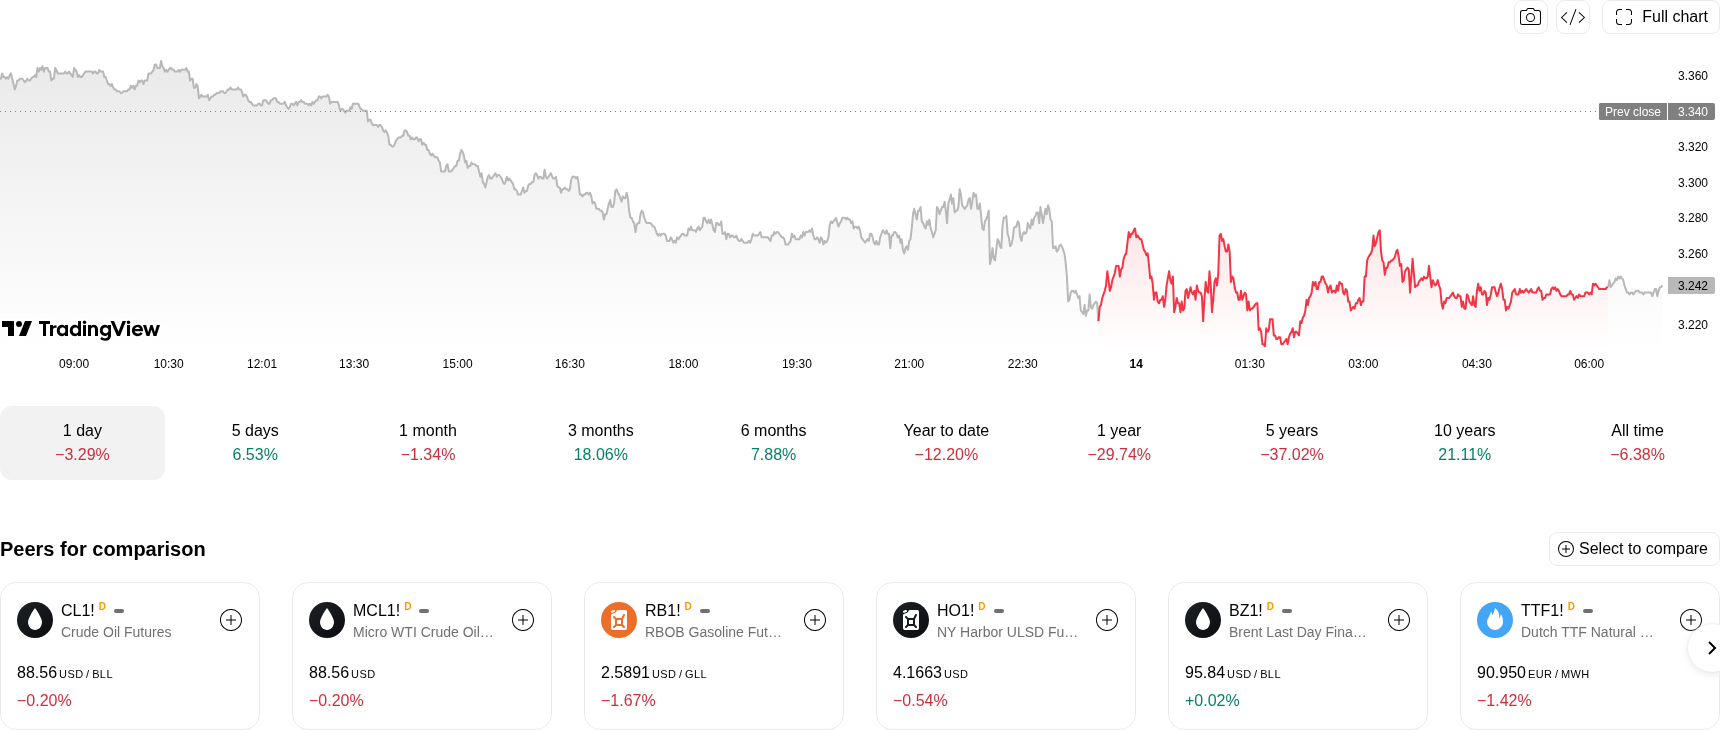 Full chart
3.360
Prev close 3.340
3.320
3.300
3.280
3.260
3.242
3.220
TradingView
09:00 10:30 12:01 13:30 15:00 16:30 18:00 19:30 21:00 22:30 14 01:30 03:00 04:30 06:00
1 day 5 days 1 month 3 months 6 months Year to date 1 year 5 years 10 years All time
−3.29% 6.53% −1.34% 18.06% 7.88% −12.20% −29.74% −37.02% 21.11% −6.38%
Peers for comparison
Select to compare
CL1! D
Crude Oil Futures
88.56 USD / BLL
−0.20%
MCL1! D
Micro WTI Crude Oil…
88.56 USD
−0.20%
RB1! D
RBOB Gasoline Fut…
2.5891 USD / GLL
−1.67%
HO1! D
NY Harbor ULSD Fu…
4.1663 USD
−0.54%
BZ1! D
Brent Last Day Fina…
95.84 USD / BLL
+0.02%
TTF1! D
Dutch TTF Natural …
90.950 EUR / MWH
−1.42%